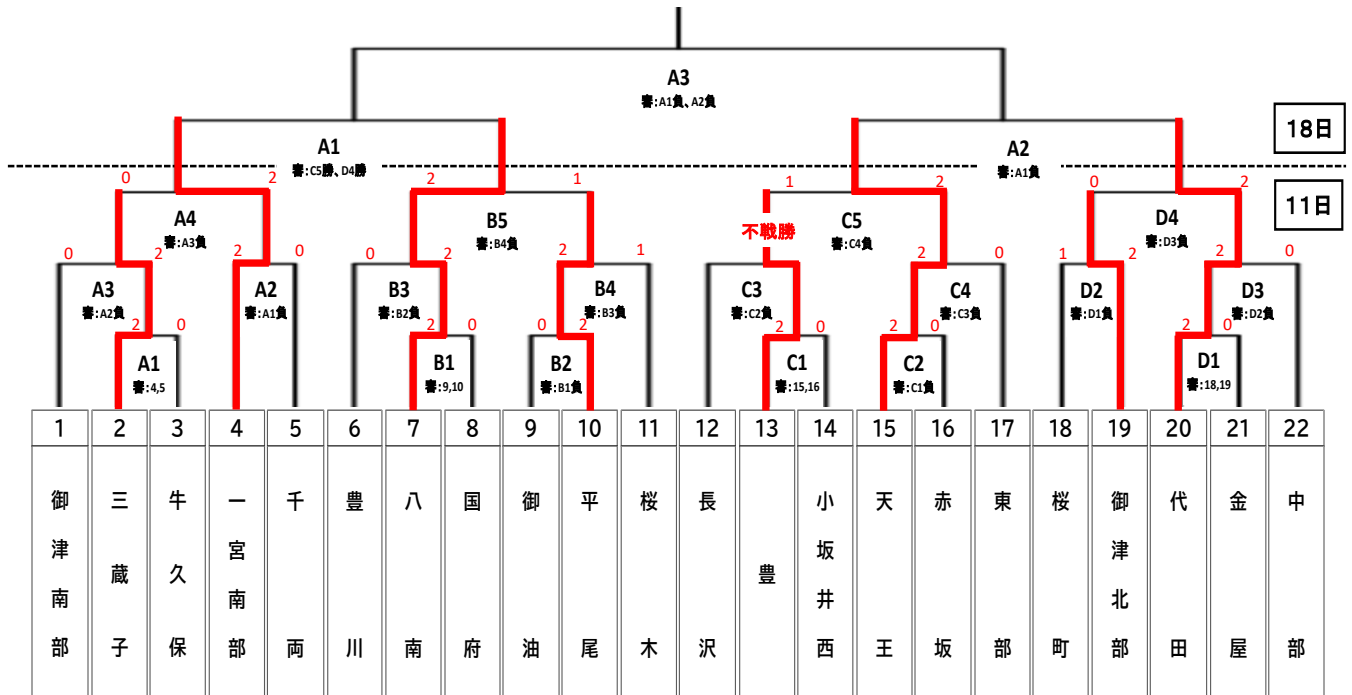 A3
審:A1負、A2負
18日
A1
審:C5勝、D4勝
A2
審:A1負
11日
0 2 2 1 1 2 0 2
A4
審:A3負
B5
審:B4負
不戦勝
C5
審:C4負
D4
審:D3負
0 2 2 0 0 2 2 1 2 0 1 2 2 0
A3
審:A2負
A2
審:A1負
B3
審:B2負
B4
審:B3負
C3
審:C2負
C4
審:C3負
D2
審:D1負
D3
審:D2負
2 0 2 0 0 2 2 0 2 0 2 0
A1
審:4,5
B1
審:9,10
B2
審:B1負
C1
審:15,16
C2
審:C1負
D1
審:18,19
1 2 3 4 5 6 7 8 9 10 11 12 13 14 15 16 17 18 19 20 21 22
御津南部
三蔵子
牛久保
一宮南部
千両
豊川
八南
国府
御油
平尾
桜木
長沢
豊
小坂井西
天王
赤坂
東部
桜町
御津北部
代田
金屋
中部